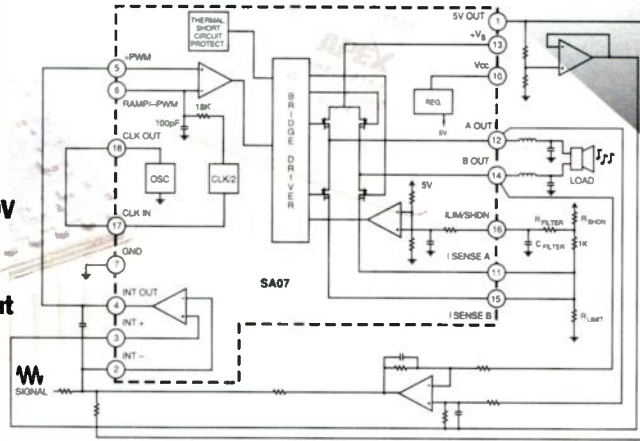 THERMAL
SHORT
CIRCUIT
PROTECT
5V OUT
1
+VS
13
+PWM
5
6
RAMP/–PWM
18K
100pF
Vcc
10
REG.
5V
BRIDGE
DRIVER
CLK OUT
18
OSC
CLK/2
A OUT
12
B OUT
14
LOAD
5V
ILIM/SHDN
16
RFILTER
RSHDN
CFILTER
1K
17
CLK IN
GND
7
SA07
I SENSE A
11
I SENSE B
15
RLIMIT
INT OUT
4
INT +
3
INT –
2
SIGNAL